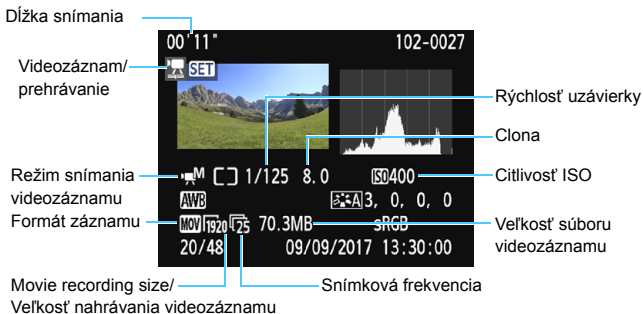 Dĺžka snímania
00'11" 102-0027
Videozáznam/
prehrávanie
SET
Rýchlosť uzávierky
Clona
Režim snímania
videozáznamu
M 1/125 8.0 ISO 400
Citlivosť ISO
AWB A 3, 0, 0, 0
Formát záznamu
MOV 1920 25 70.3MB sRGB
Veľkosť súboru
videozáznamu
20/48 09/09/2017 13:30:00
Movie recording size/
Veľkosť nahrávania videozáznamu
Snímková frekvencia